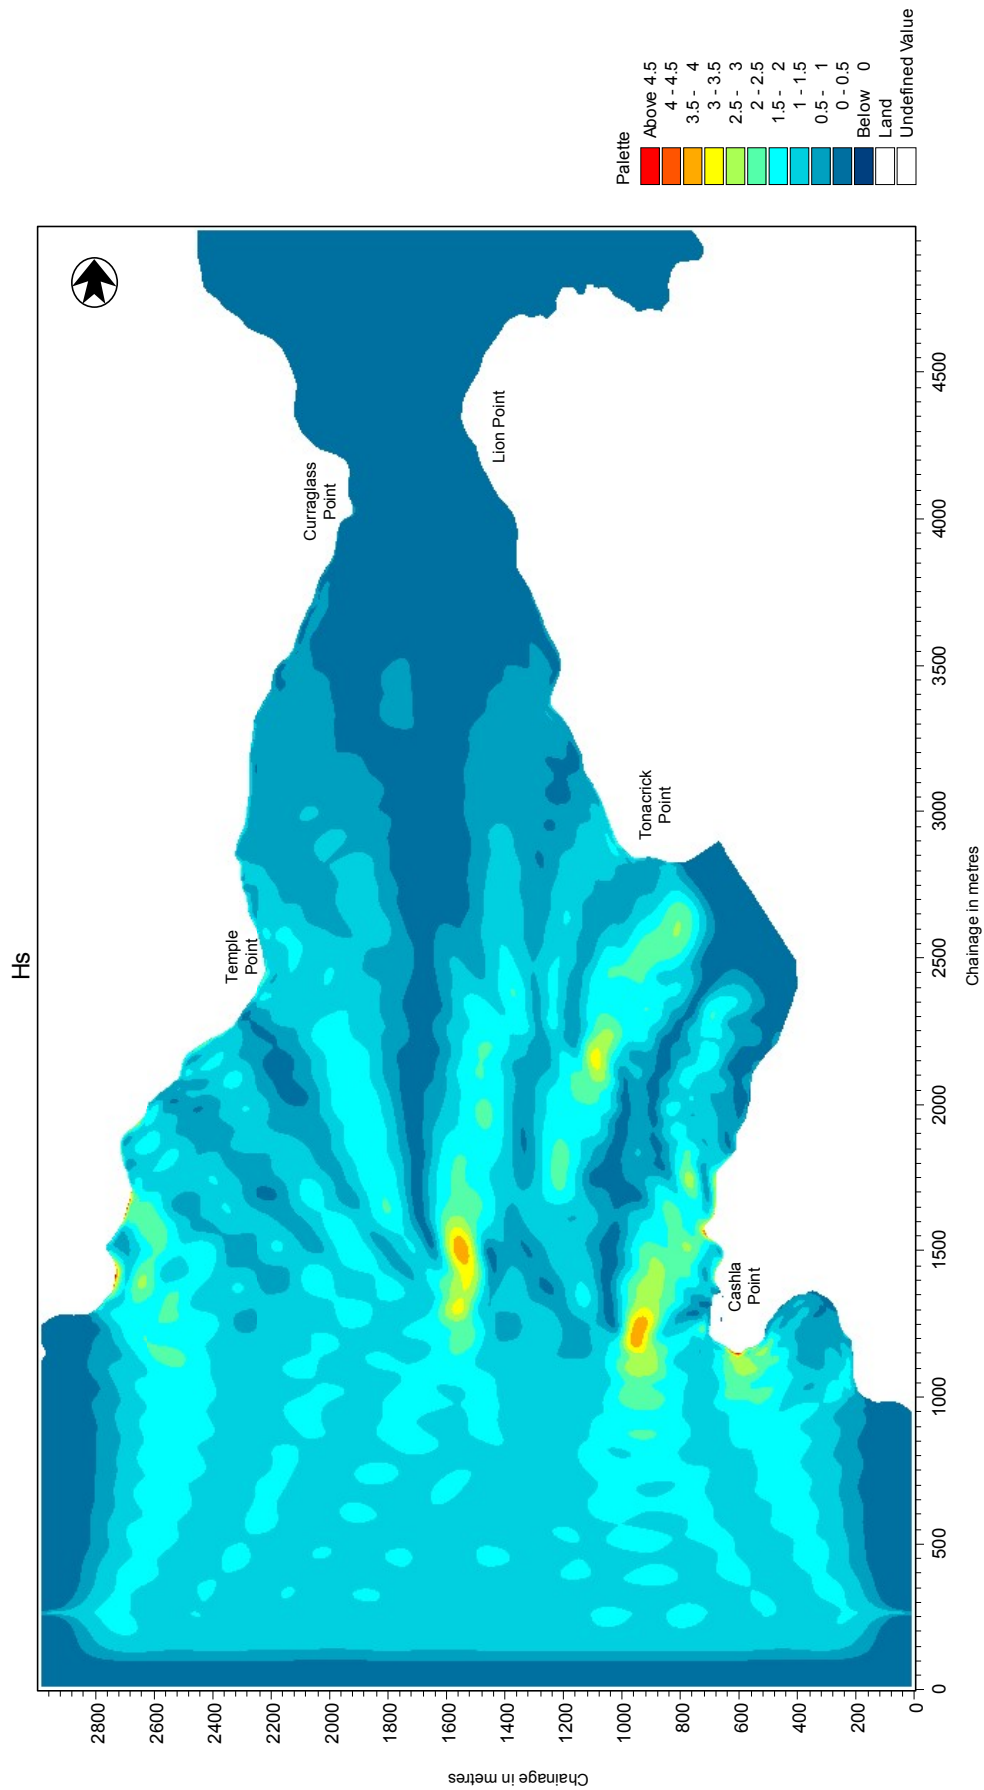 Hs
Palette
Above 4.5
4 - 4.5
3.5 - 4
3 - 3.5
2.5 - 3
2 - 2.5
1.5 - 2
1 - 1.5
0.5 - 1
0 - 0.5
Below 0
Land
Undefined Value
Curraglass
Point
Lion Point
Temple
Point
Tonacrick
Point
Cashla
Point
Chainage in metres
2800
2600
2400
2200
2000
1800
1600
1400
1200
1000
800
600
400
200
0
0
500
1000
1500
2000
2500
3000
3500
4000
4500
Chainage in metres